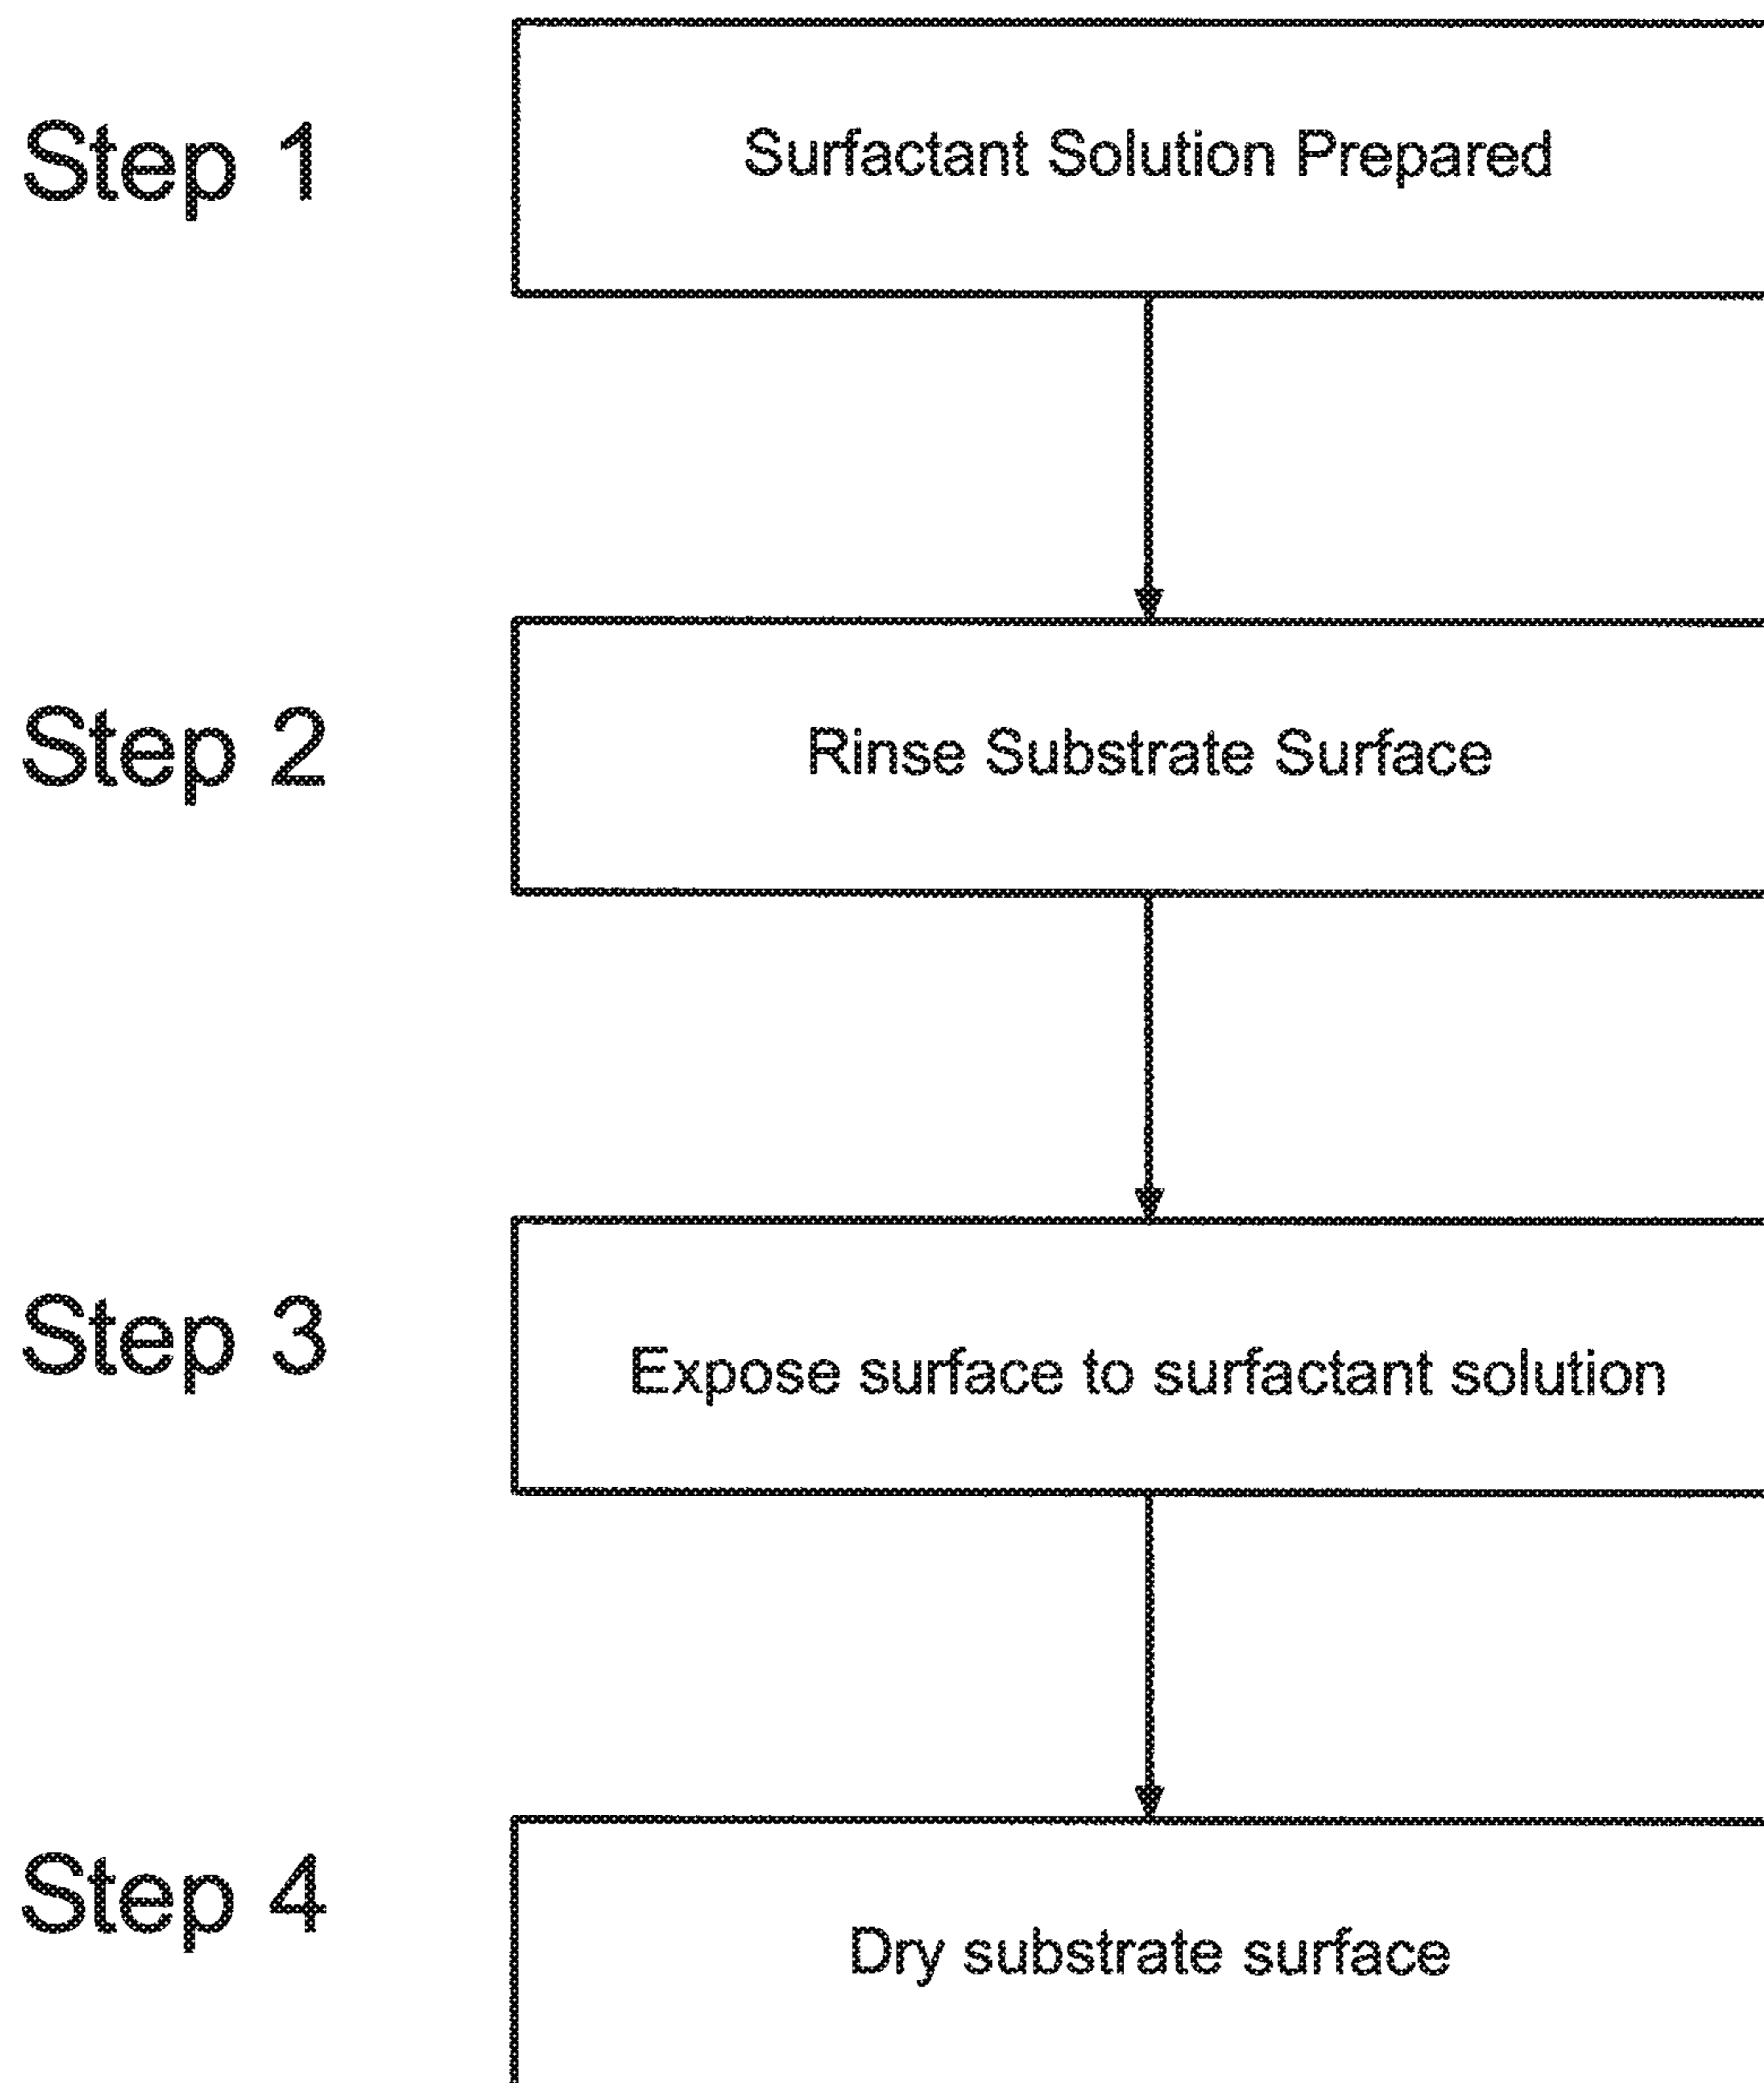 Step 1
Surfactant Solution Prepared
Step 2
Rinse Substrate Surface
Step 3
Expose surface to surfactant solution
Step 4
Dry substrate surface